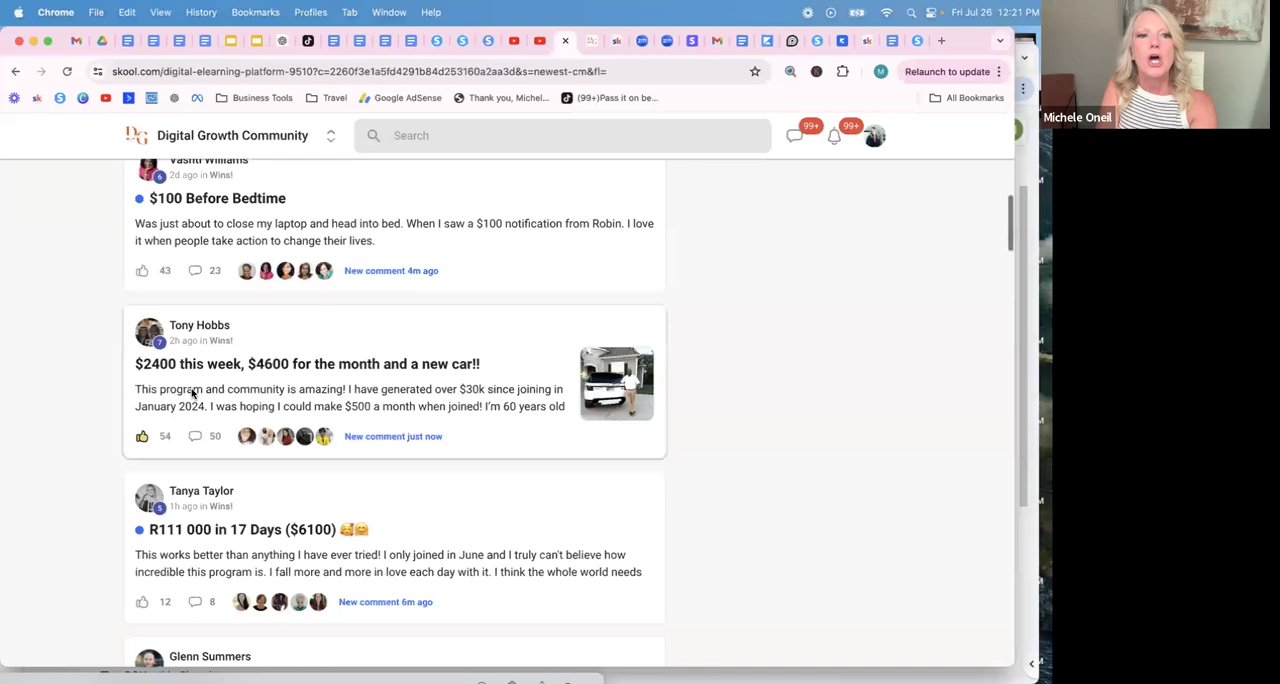 Chrome File Edit View History Bookmarks Profiles Tab Window Help
Fri Jul 26 12:21 PM
skool.com/digital-elearning-platform-9510?c=2260f3e1a5fd4291b84d253160a2aa3d&s=newest-cm&fl=
Relaunch to update
Business Tools Travel Google AdSense Thank you, Michel... (99+)Pass it on be... All Bookmarks
Michele Oneil
DG Digital Growth Community
Search
99+ 99+
Vashti Williams
6 2d ago in Wins!
$100 Before Bedtime
Was just about to close my laptop and head into bed. When I saw a $100 notification from Robin. I love
it when people take action to change their lives.
43 23 New comment 4m ago
Tony Hobbs
7 2h ago in Wins!
$2400 this week, $4600 for the month and a new car!!
This program and community is amazing! I have generated over $30k since joining in
January 2024. I was hoping I could make $500 a month when joined! I'm 60 years old
54 50 New comment just now
Tanya Taylor
5 1h ago in Wins!
R111 000 in 17 Days ($6100) 🥰🤗
This works better than anything I have ever tried! I only joined in June and I truly can't believe how
incredible this program is. I fall more and more in love each day with it. I think the whole world needs
12 8 New comment 6m ago
Glenn Summers